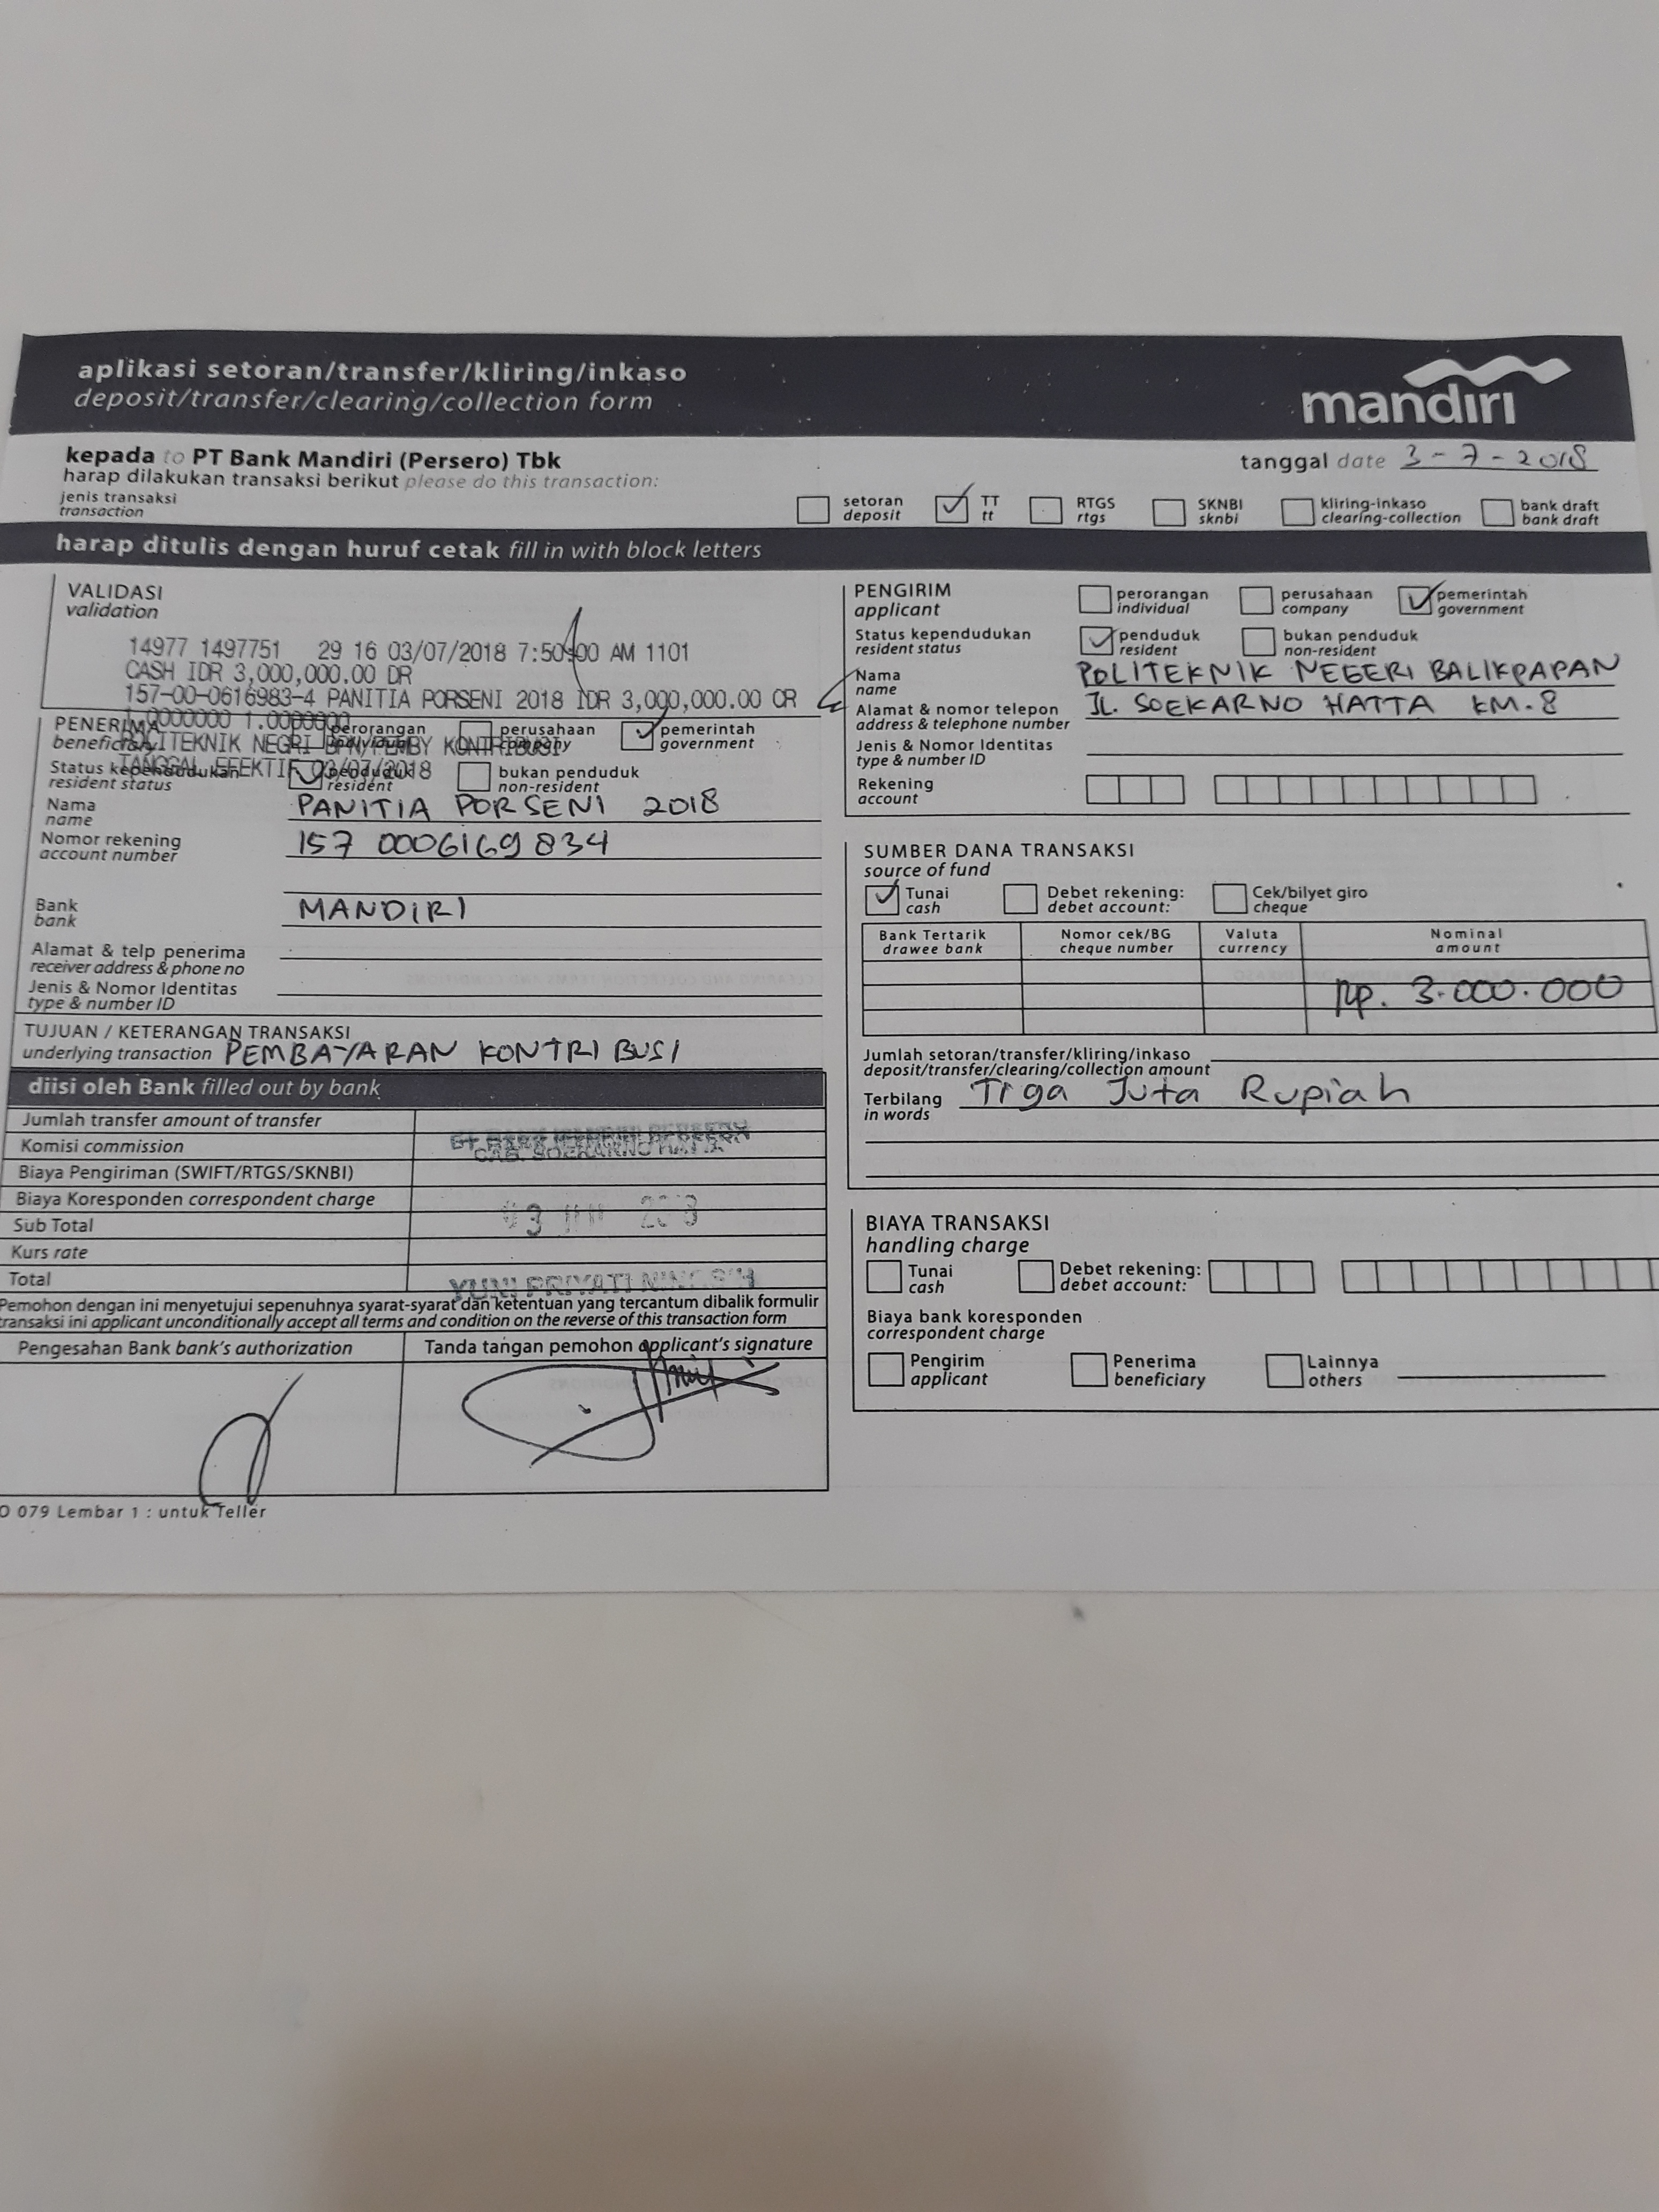 aplikasi setoran/transfer/kliring/inkaso
deposit/transfer/clearing/collection form
mandiri
kepada to PT Bank Mandiri (Persero) Tbk
tanggal date 3-7-2018
harap dilakukan transaksi berikut please do this transaction:
jenis transaksi
transaction
setoran
deposit
TT
tt
RTGS
rtgs
SKNBI
sknbi
kliring-inkaso
clearing-collection
bank draft
bank draft
harap ditulis dengan huruf cetak fill in with block letters
VALIDASI
validation
14977 1497751 29 16 03/07/2018 7:50:00 AM 1101
CASH IDR 3,000,000.00 DR
157-00-0616983-4 PANITIA PORSENI 2018 IDR 3,000,000.00 CR
1.0000000 1.0000000
POLITEKNIK NEGRI BPN/PEMBY KONTRIBUSI
TANGGAL EFEKTIF 03/07/2018
PENERIMA
beneficiary
perorangan
individual
perusahaan
company
pemerintah
government
Status kependudukan
resident status
penduduk
resident
bukan penduduk
non-resident
Nama
name
PANITIA PORSENI 2018
Nomor rekening
account number
157 0006169834
Bank
bank
MANDIRI
Alamat & telp penerima
receiver address & phone no
Jenis & Nomor Identitas
type & number ID
TUJUAN / KETERANGAN TRANSAKSI
underlying transaction PEMBAYARAN KONTRIBUSI
diisi oleh Bank filled out by bank
Jumlah transfer amount of transfer
Komisi commission
Biaya Pengiriman (SWIFT/RTGS/SKNBI)
Biaya Koresponden correspondent charge
Sub Total
Kurs rate
Total
CAB. SOEKARNO HATTA
Pemohon dengan ini menyetujui sepenuhnya syarat-syarat dan ketentuan yang tercantum dibalik formulir
transaksi ini applicant unconditionally accept all terms and condition on the reverse of this transaction form
Pengesahan Bank bank's authorization
Tanda tangan pemohon applicant's signature
079 Lembar 1 : untuk Teller
PENGIRIM
applicant
perorangan
individual
perusahaan
company
pemerintah
government
Status kependudukan
resident status
penduduk
resident
bukan penduduk
non-resident
Nama
name
POLITEKNIK NEGERI BALIKPAPAN
Alamat & nomor telepon
address & telephone number
JL. SOEKARNO HATTA KM.8
Jenis & Nomor Identitas
type & number ID
Rekening
account
SUMBER DANA TRANSAKSI
source of fund
Tunai
cash
Debet rekening:
debet account:
Cek/bilyet giro
cheque
Bank Tertarik
drawee bank
Nomor cek/BG
cheque number
Valuta
currency
Nominal
amount
Rp. 3.000.000
Jumlah setoran/transfer/kliring/inkaso
deposit/transfer/clearing/collection amount
Terbilang
in words
Tiga Juta Rupiah
BIAYA TRANSAKSI
handling charge
Tunai
cash
Debet rekening:
debet account:
Biaya bank koresponden
correspondent charge
Pengirim
applicant
Penerima
beneficiary
Lainnya
others